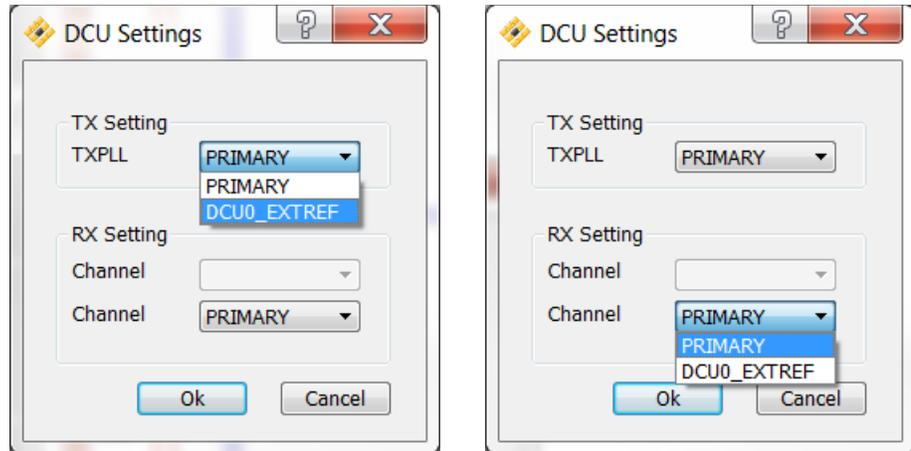 DCU Settings
TX Setting
TXPLL PRIMARY
PRIMARY
DCU0_EXTREF
RX Setting
Channel
Channel PRIMARY
Ok Cancel
DCU Settings
TX Setting
TXPLL PRIMARY
RX Setting
Channel
Channel PRIMARY
PRIMARY
DCU0_EXTREF
Ok Cancel